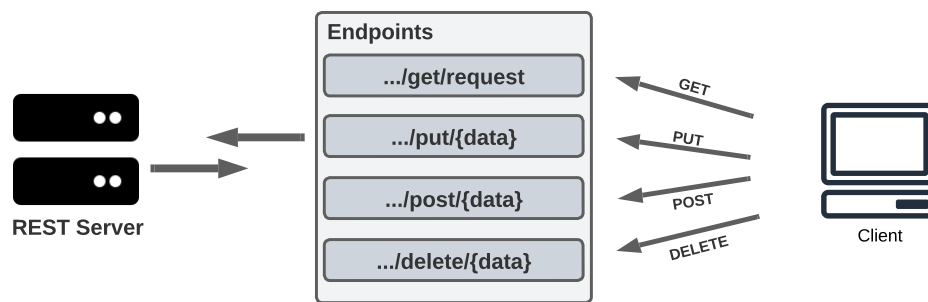 Endpoints
.../get/request
.../put/{data}
.../post/{data}
.../delete/{data}
REST Server
GET
PUT
POST
DELETE
Client